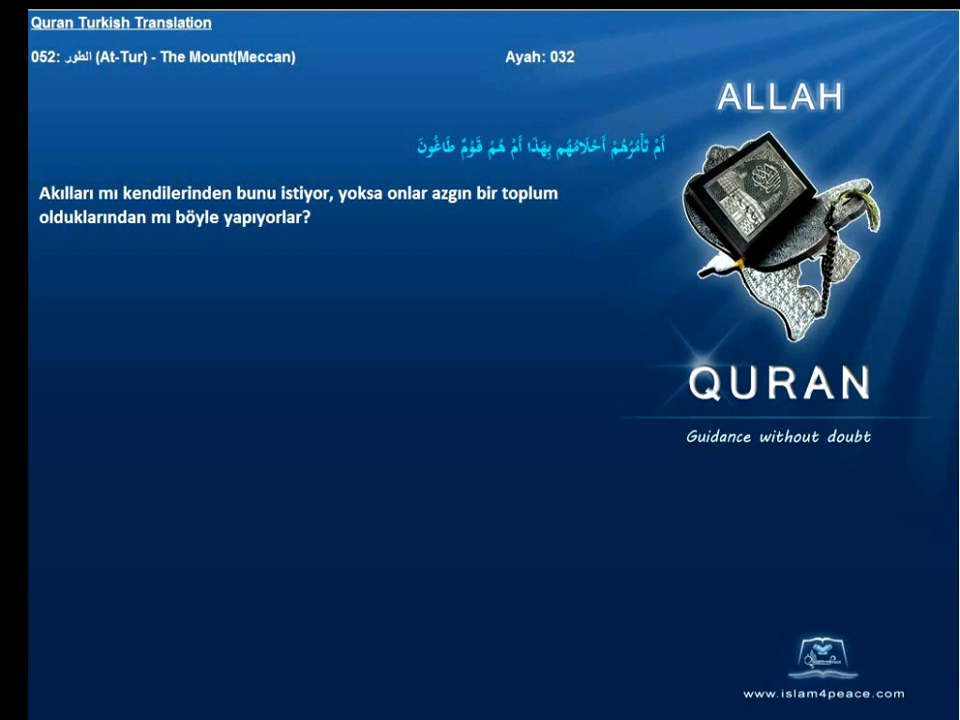 Quran Turkish Translation
052: الطور (At-Tur) - The Mount(Meccan) Ayah: 032
ALLAH
أَمْ تَأْمُرُهُمْ أَحْلَامُهُم بِهَذَا أَمْ هُمْ قَوْمٌ طَاغُونَ
Akılları mı kendilerinden bunu istiyor, yoksa onlar azgın bir toplum
olduklarından mı böyle yapıyorlar?
QURAN
Guidance without doubt
www.islam4peace.com